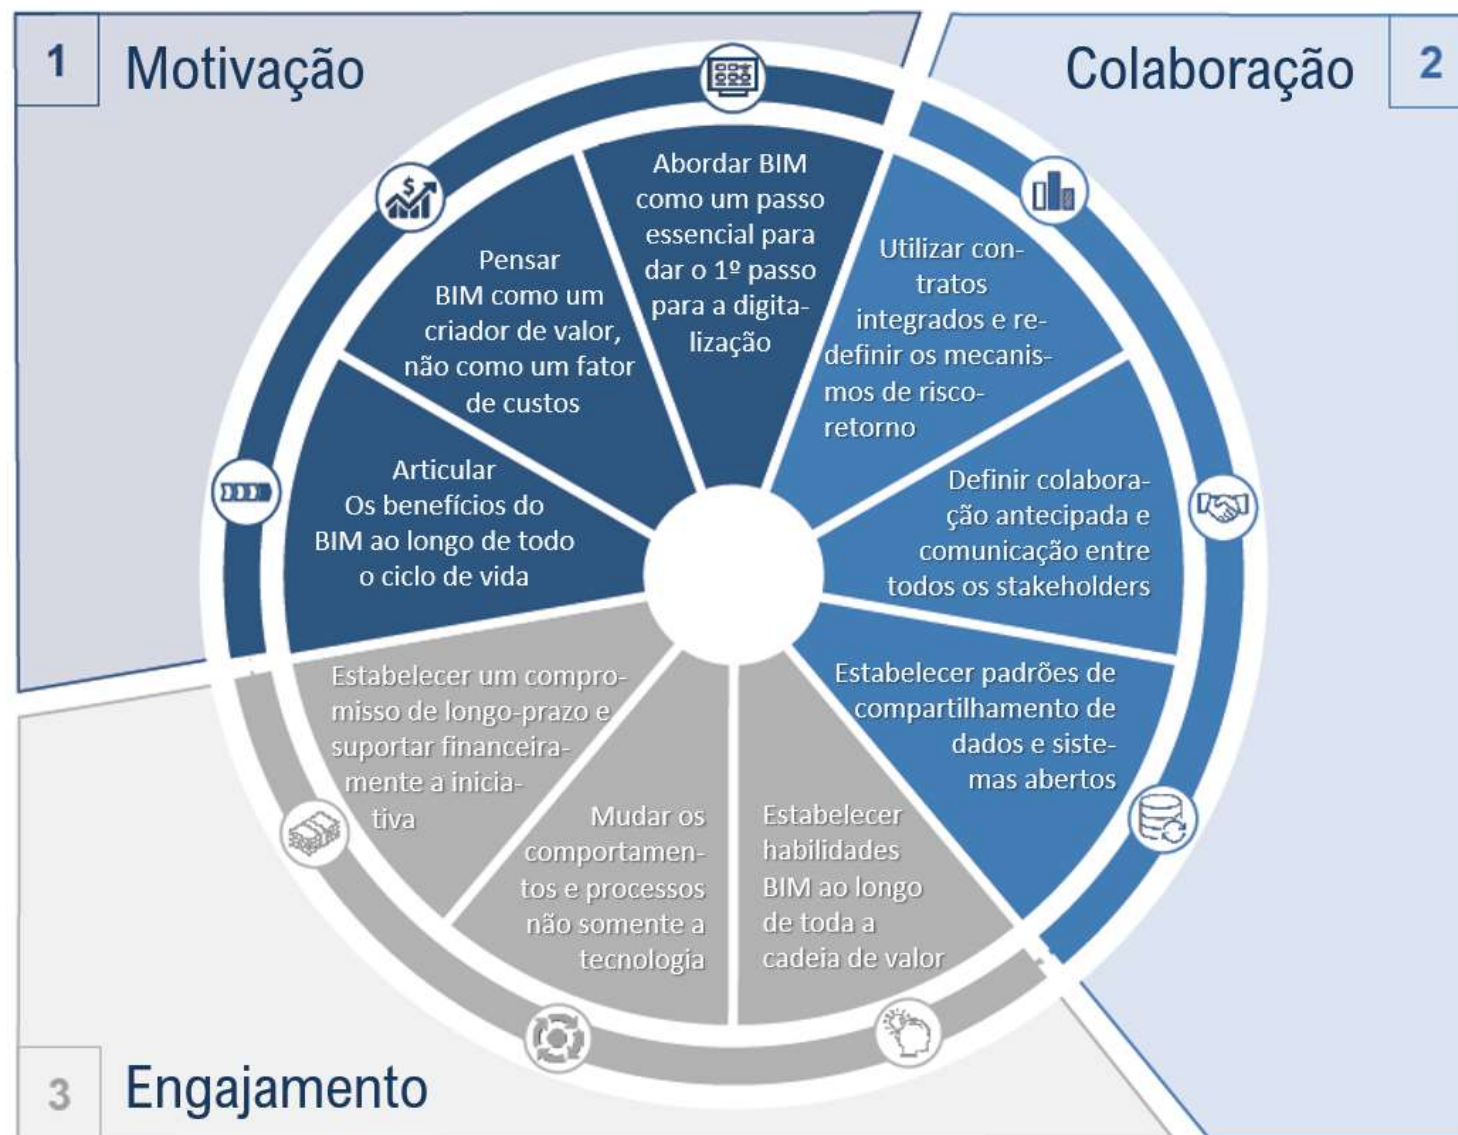 1
Motivação
Colaboração
2
Abordar BIM
como um passo
essencial para
dar o 1º passo
para a digita-
lização
Pensar
BIM como um
criador de valor,
não como um fator
de custos
Articular
Os benefícios do
BIM ao longo de todo
o ciclo de vida
Utilizar con-
tratos
integrados e re-
definir os mecanis-
mos de risco-
retorno
Definir colabora-
ção antecipada e
comunicação entre
todos os stakeholders
Estabelecer padrões de
compartilhamento de
dados e siste-
mas abertos
Estabelecer um compro-
misso de longo-prazo e
suportar financeira-
mente a inicia-
tiva
Mudar os
comportamen-
tos e processos
não somente a
tecnologia
Estabelecer
habilidades
BIM ao longo
de toda a
cadeia de valor
3
Engajamento